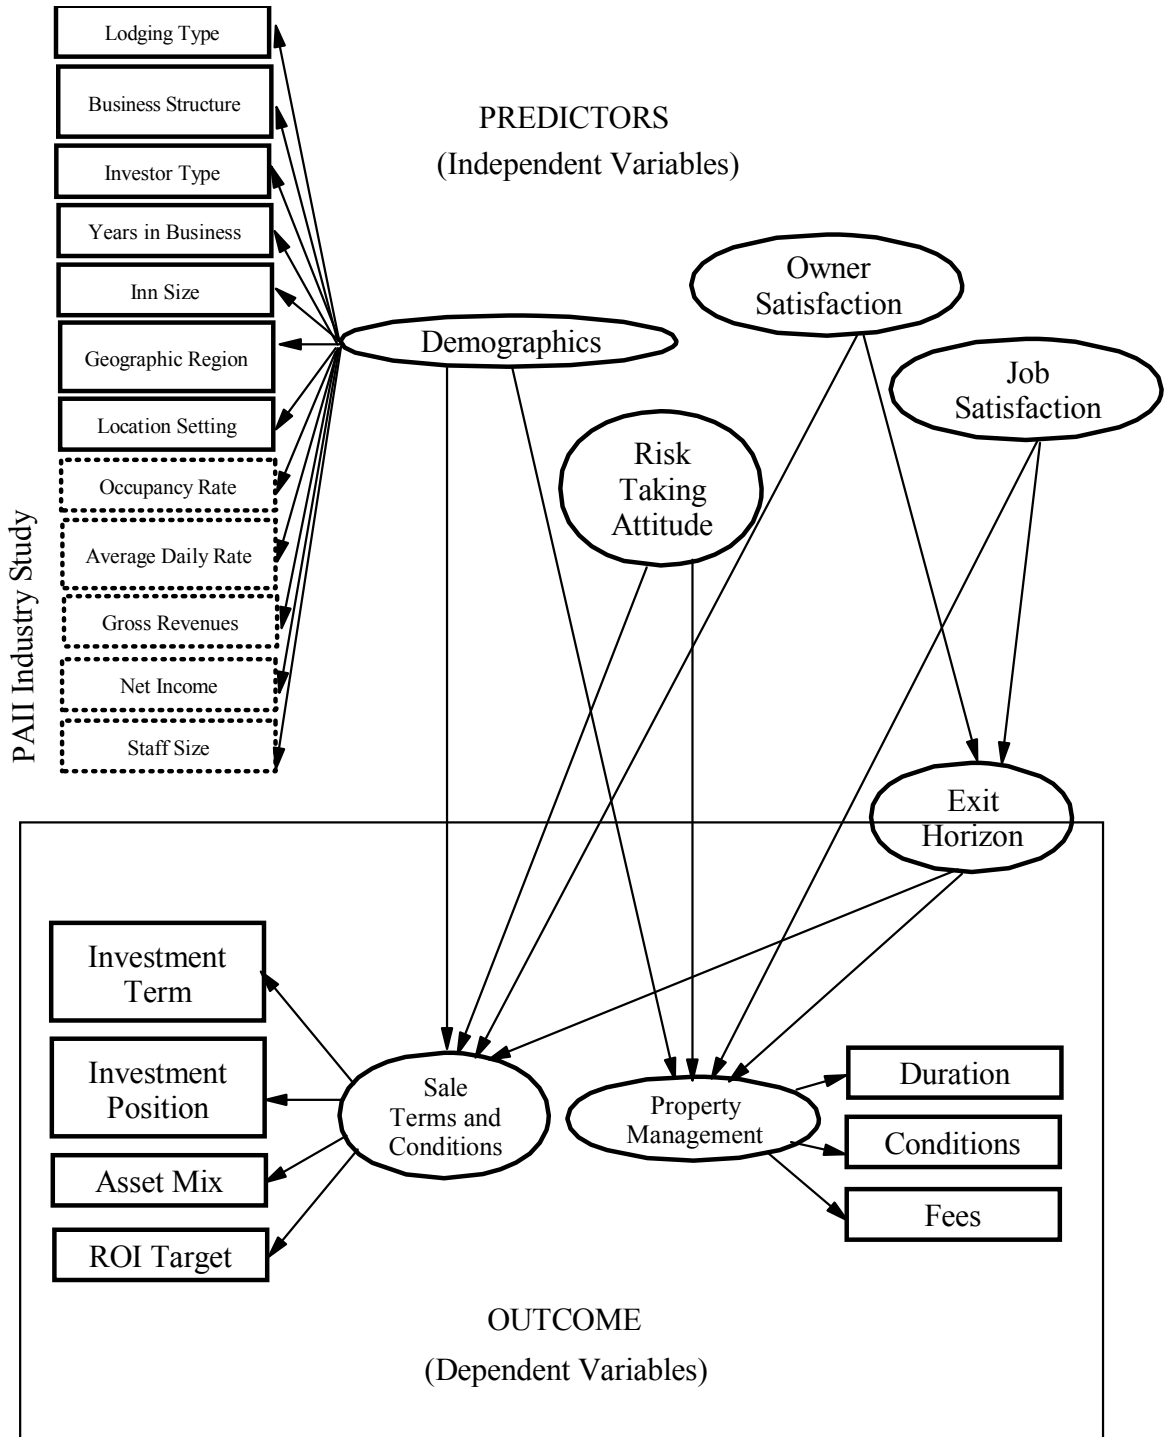 Lodging Type
Business Structure
Investor Type
Years in Business
Inn Size
Geographic Region
Location Setting
Occupancy Rate
Average Daily Rate
Gross Revenues
Net Income
Staff Size
PAII Industry Study
PREDICTORS
(Independent Variables)
Owner
Satisfaction
Demographics
Job
Satisfaction
Risk
Taking
Attitude
Exit
Horizon
Investment
Term
Investment
Position
Asset Mix
ROI Target
Sale
Terms and
Conditions
Property
Management
Duration
Conditions
Fees
OUTCOME
(Dependent Variables)